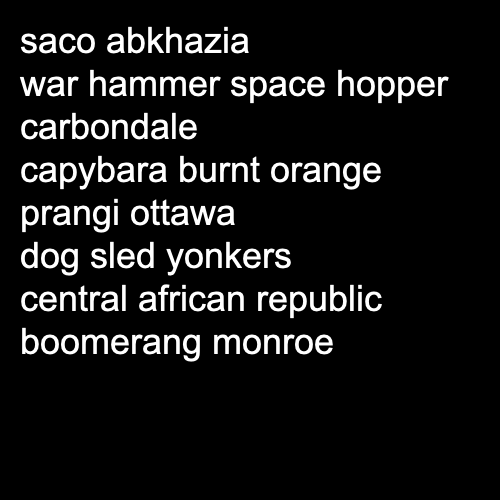 saco abkhazia
war hammer space hopper
carbondale
capybara burnt orange
prangi ottawa
dog sled yonkers
central african republic
boomerang monroe